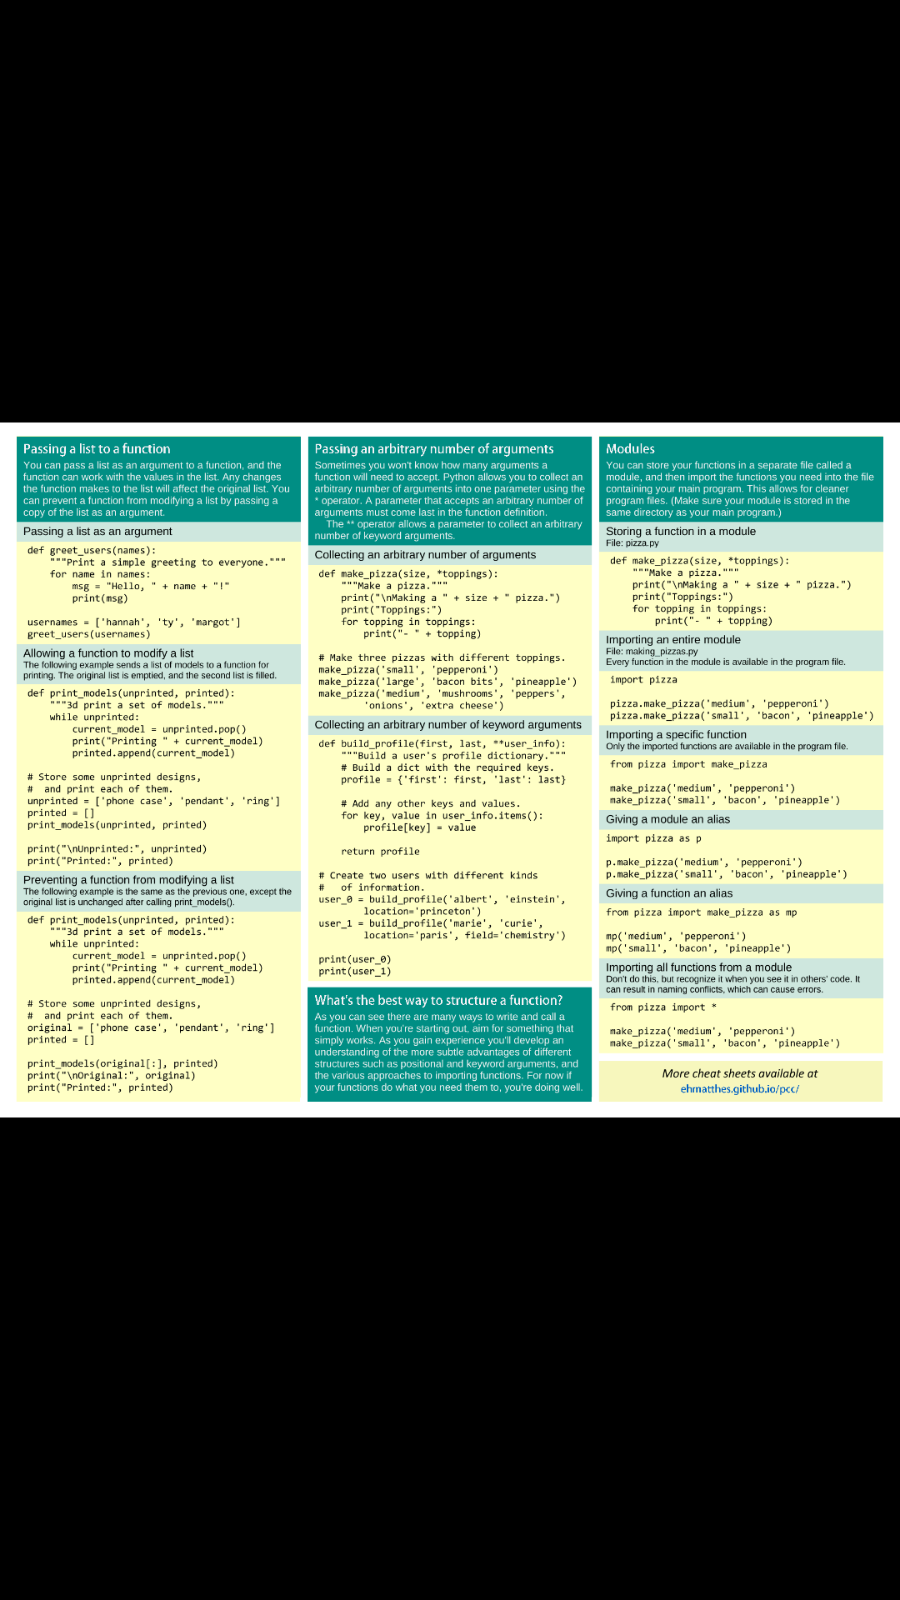 Passing a list to a function
You can pass a list as an argument to a function, and the
function can work with the values in the list. Any changes
the function makes to the list will affect the original list. You
can prevent a function from modifying a list by passing a
copy of the list as an argument.
Passing a list as an argument
def greet_users(names):
    """Print a simple greeting to everyone."""
    for name in names:
        msg = "Hello, " + name + "!"
        print(msg)
usernames = ['hannah', 'ty', 'margot']
greet_users(usernames)
Allowing a function to modify a list
The following example sends a list of models to a function for
printing. The original list is emptied, and the second list is filled.
def print_models(unprinted, printed):
    """3d print a set of models."""
    while unprinted:
        current_model = unprinted.pop()
        print("Printing " + current_model)
        printed.append(current_model)
# Store some unprinted designs,
#  and print each of them.
unprinted = ['phone case', 'pendant', 'ring']
printed = []
print_models(unprinted, printed)
print("\nUnprinted:", unprinted)
print("Printed:", printed)
Preventing a function from modifying a list
The following example is the same as the previous one, except the
original list is unchanged after calling print_models().
def print_models(unprinted, printed):
    """3d print a set of models."""
    while unprinted:
        current_model = unprinted.pop()
        print("Printing " + current_model)
        printed.append(current_model)
# Store some unprinted designs,
#  and print each of them.
original = ['phone case', 'pendant', 'ring']
printed = []
print_models(original[:], printed)
print("\nOriginal:", original)
print("Printed:", printed)
Passing an arbitrary number of arguments
Sometimes you won't know how many arguments a
function will need to accept. Python allows you to collect an
arbitrary number of arguments into one parameter using the
* operator. A parameter that accepts an arbitrary number of
arguments must come last in the function definition.
The ** operator allows a parameter to collect an arbitrary
number of keyword arguments.
Collecting an arbitrary number of arguments
def make_pizza(size, *toppings):
    """Make a pizza."""
    print("\nMaking a " + size + " pizza.")
    print("Toppings:")
    for topping in toppings:
        print("- " + topping)
# Make three pizzas with different toppings.
make_pizza('small', 'pepperoni')
make_pizza('large', 'bacon bits', 'pineapple')
make_pizza('medium', 'mushrooms', 'peppers',
        'onions', 'extra cheese')
Collecting an arbitrary number of keyword arguments
def build_profile(first, last, **user_info):
    """Build a user's profile dictionary."""
    # Build a dict with the required keys.
    profile = {'first': first, 'last': last}
    # Add any other keys and values.
    for key, value in user_info.items():
        profile[key] = value
    return profile
# Create two users with different kinds
#   of information.
user_0 = build_profile('albert', 'einstein',
        location='princeton')
user_1 = build_profile('marie', 'curie',
        location='paris', field='chemistry')
print(user_0)
print(user_1)
What's the best way to structure a function?
As you can see there are many ways to write and call a
function. When you're starting out, aim for something that
simply works. As you gain experience you'll develop an
understanding of the more subtle advantages of different
structures such as positional and keyword arguments, and
the various approaches to importing functions. For now if
your functions do what you need them to, you're doing well.
Modules
You can store your functions in a separate file called a
module, and then import the functions you need into the file
containing your main program. This allows for cleaner
program files. (Make sure your module is stored in the
same directory as your main program.)
Storing a function in a module
File: pizza.py
def make_pizza(size, *toppings):
    """Make a pizza."""
    print("\nMaking a " + size + " pizza.")
    print("Toppings:")
    for topping in toppings:
        print("- " + topping)
Importing an entire module
File: making_pizzas.py
Every function in the module is available in the program file.
import pizza
pizza.make_pizza('medium', 'pepperoni')
pizza.make_pizza('small', 'bacon', 'pineapple')
Importing a specific function
Only the imported functions are available in the program file.
from pizza import make_pizza
make_pizza('medium', 'pepperoni')
make_pizza('small', 'bacon', 'pineapple')
Giving a module an alias
import pizza as p
p.make_pizza('medium', 'pepperoni')
p.make_pizza('small', 'bacon', 'pineapple')
Giving a function an alias
from pizza import make_pizza as mp
mp('medium', 'pepperoni')
mp('small', 'bacon', 'pineapple')
Importing all functions from a module
Don't do this, but recognize it when you see it in others' code. It
can result in naming conflicts, which can cause errors.
from pizza import *
make_pizza('medium', 'pepperoni')
make_pizza('small', 'bacon', 'pineapple')
More cheat sheets available at
ehmatthes.github.io/pcc/